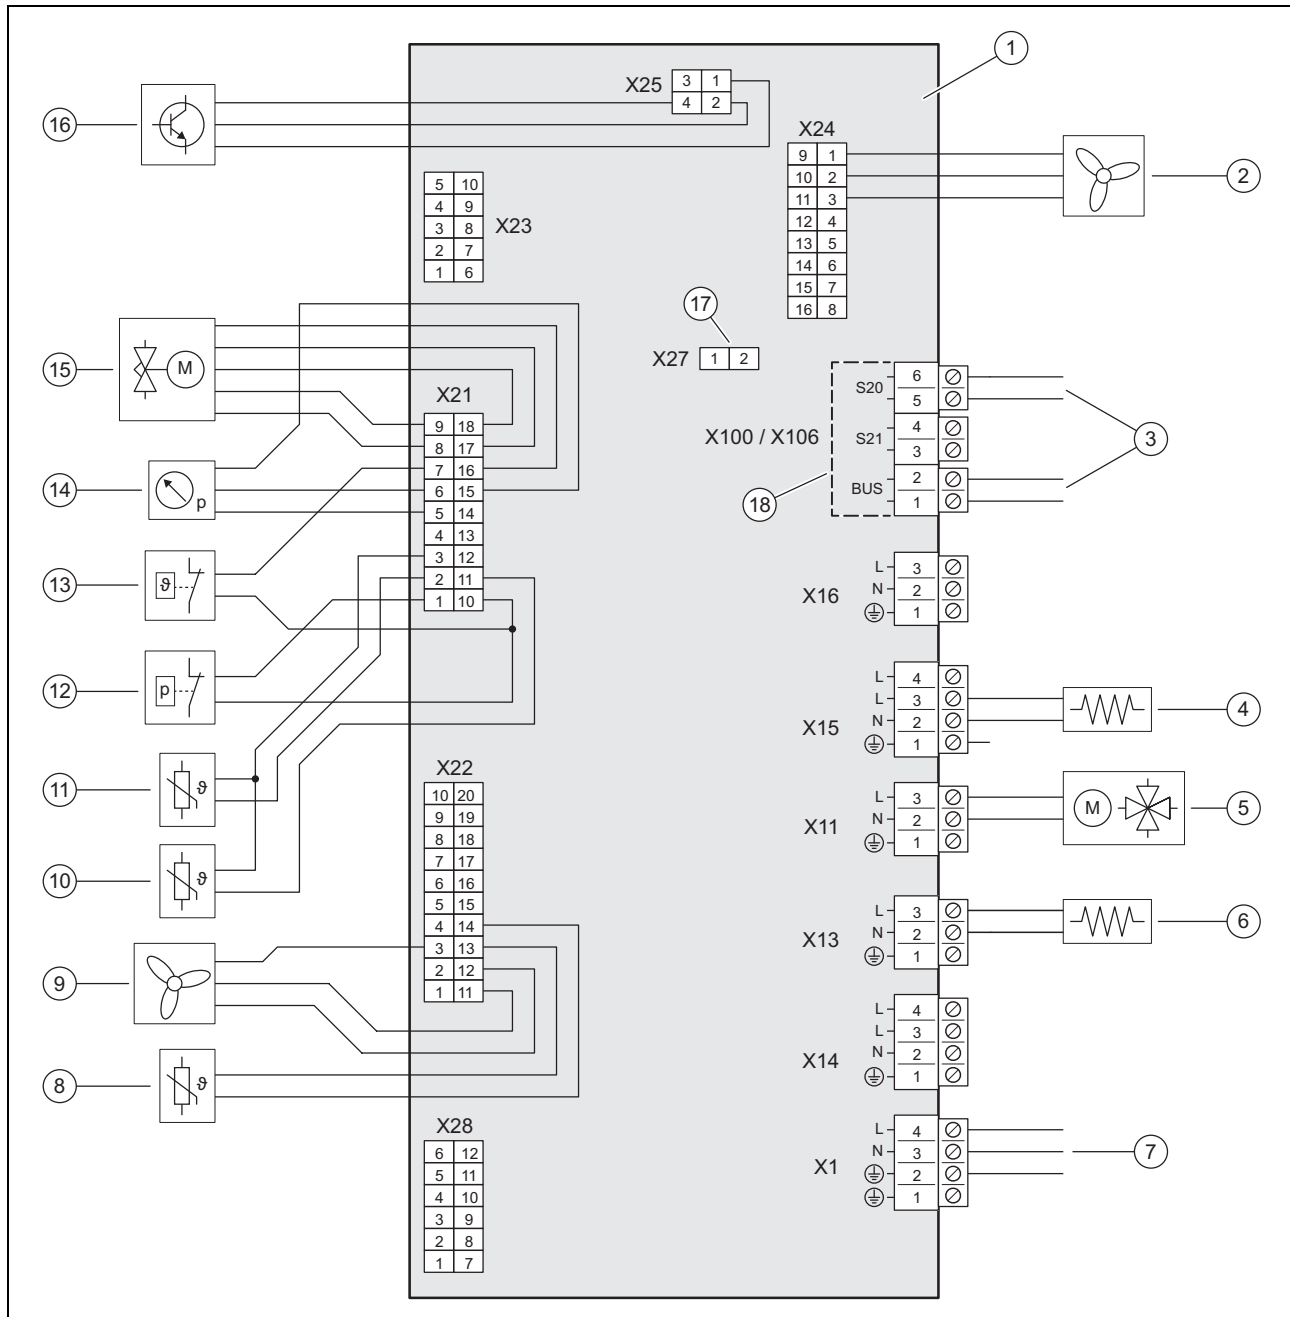 1
X25
3 1
4 2
16
X24
9 1
10 2
11 3
12 4
13 5
14 6
15 7
16 8
2
5 10
4 9
3 8
2 7
1 6
X23
17
X27
1 2
15
M
X21
9 18
8 17
7 16
6 15
5 14
4 13
3 12
2 11
1 10
X100 / X106
S20
6
5
S21
4
3
BUS
2
1
3
18
14
p
13
ϑ
X16
L 3
N 2
1
12
p
X15
L 4
L 3
N 2
1
4
11
ϑ
X22
10 20
9 19
8 18
7 17
6 16
5 15
4 14
3 13
2 12
1 11
X11
L 3
N 2
1
M
5
10
ϑ
X13
L 3
N 2
1
6
9
X14
L 4
L 3
N 2
1
8
ϑ
X28
6 12
5 11
4 10
3 9
2 8
1 7
X1
L 4
N 3
2
1
7